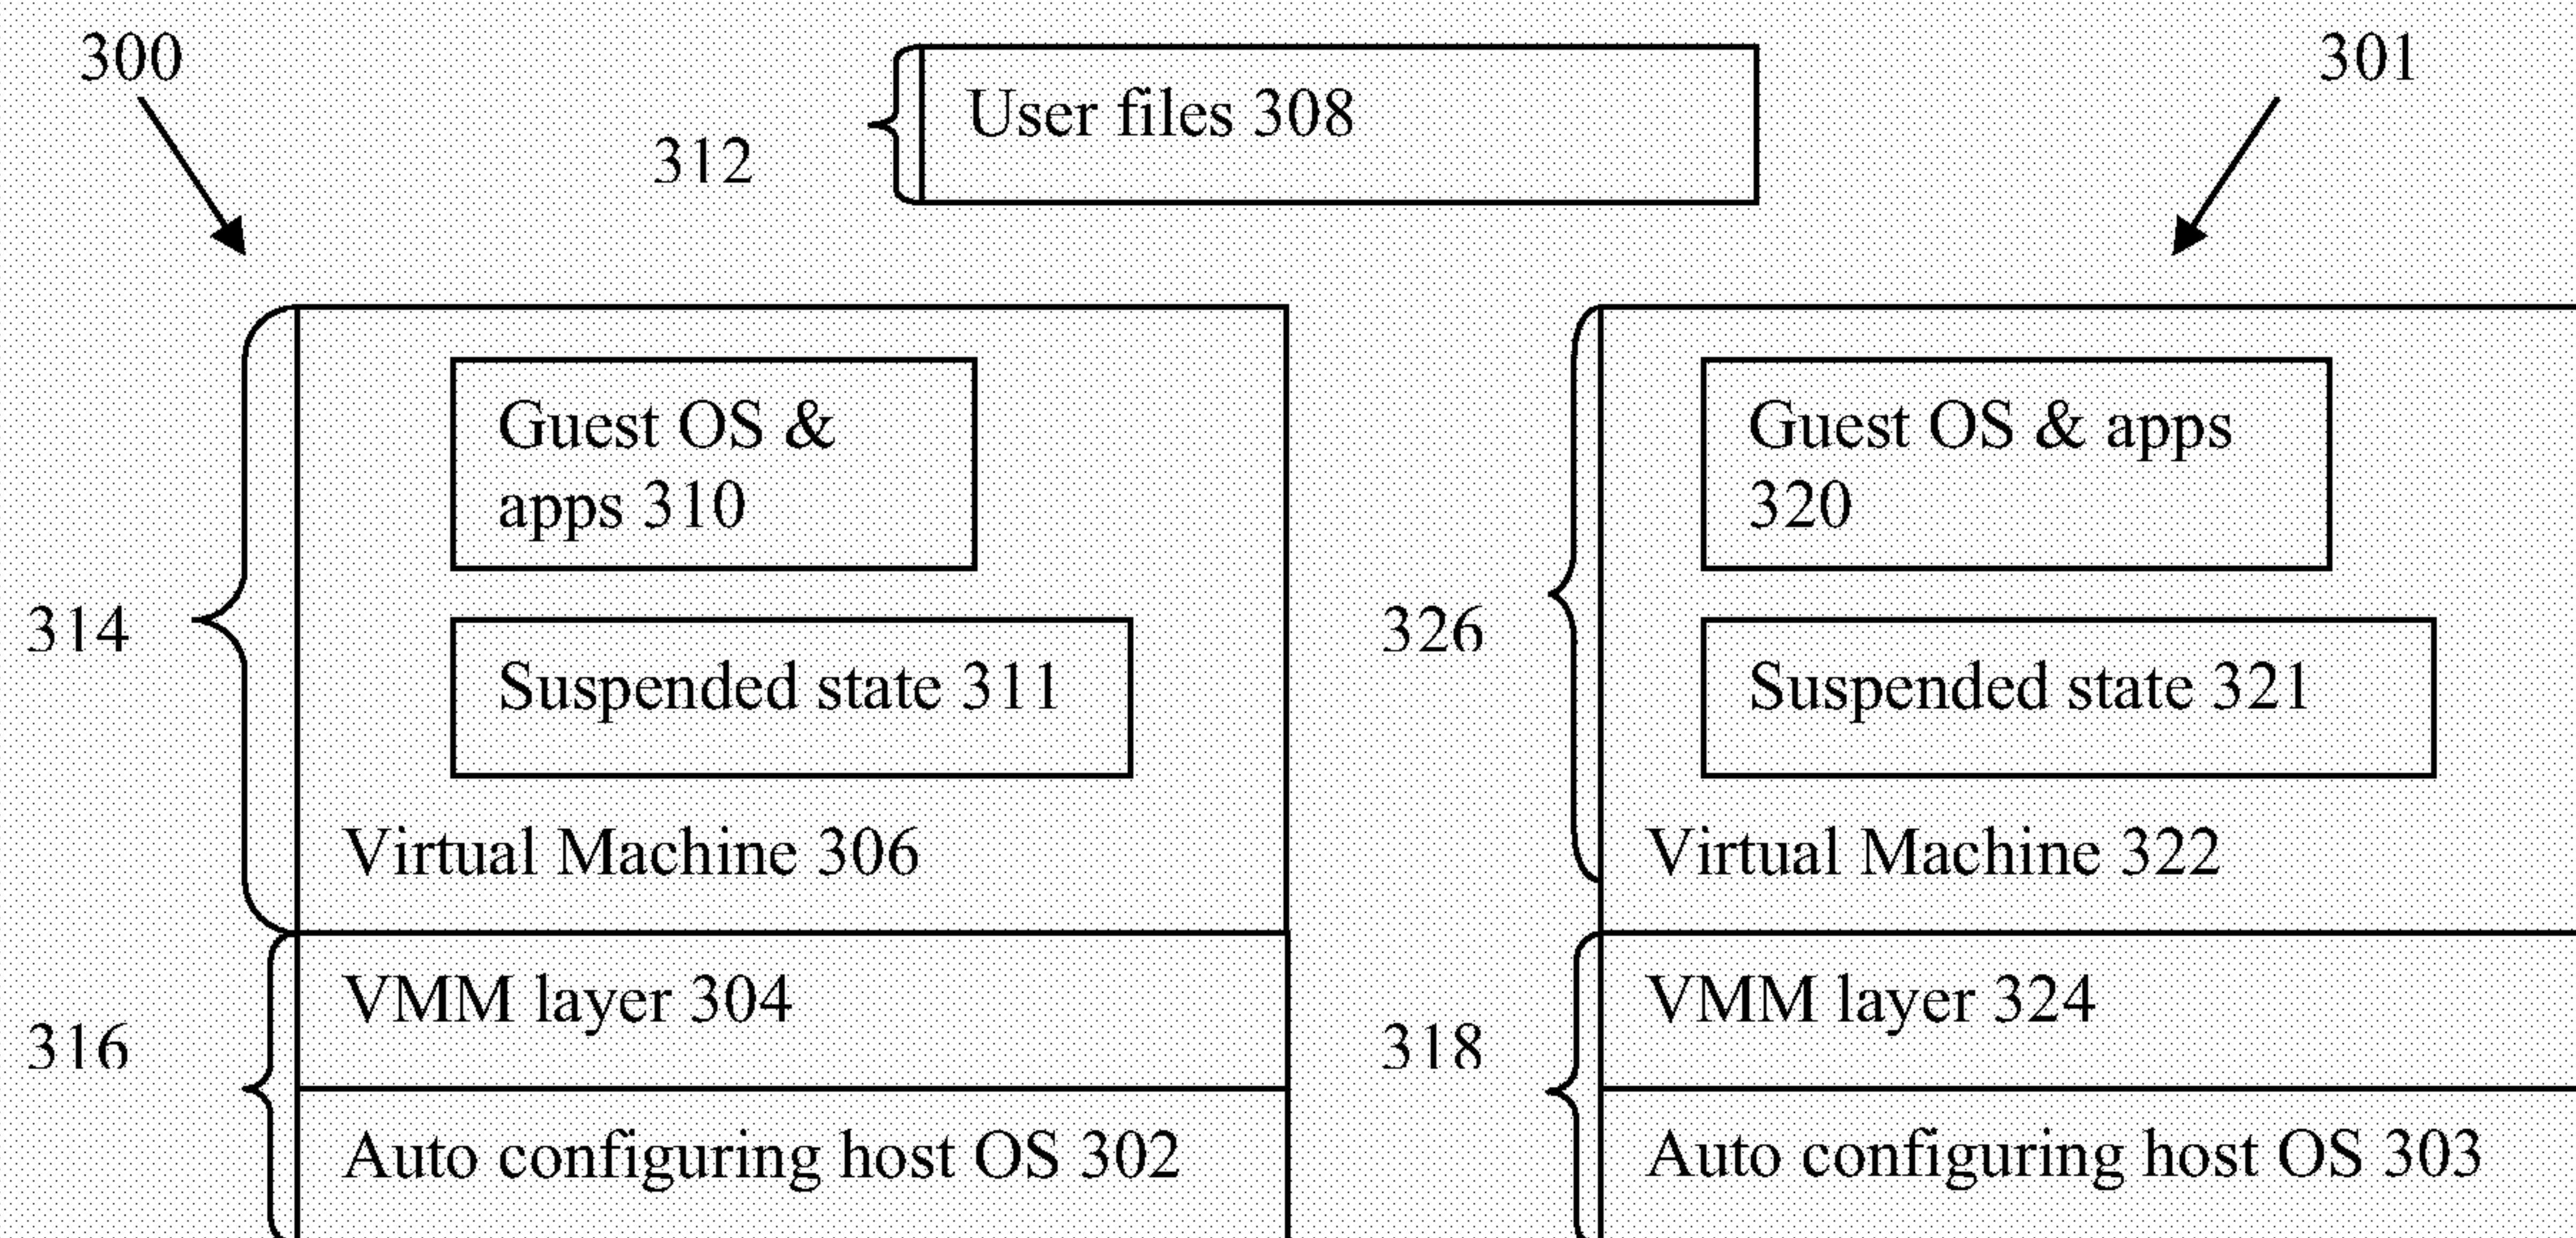 300
301
User files 308
312
Guest OS &
apps 310
Guest OS & apps
320
314
326
Suspended state 311
Suspended state 321
Virtual Machine 306
Virtual Machine 322
VMM layer 304
VMM layer 324
316
318
Auto configuring host OS 302
Auto configuring host OS 303